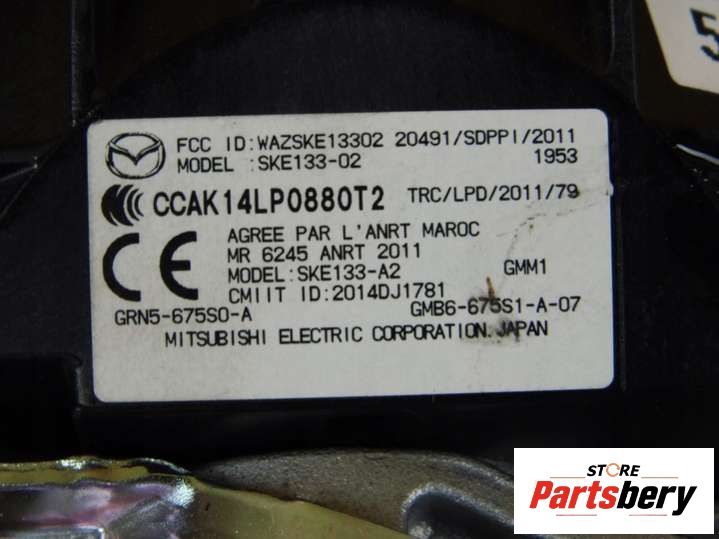 5
FCC ID:WAZSKE13302 20491/SDPPI/2011
MODEL :SKE133-02 1953
CCAK14LP0880T2 TRC/LPD/2011/79
CE
AGREE PAR L'ANRT MAROC
MR 6245 ANRT 2011
MODEL:SKE133-A2 GMM1
CMIIT ID:2014DJ1781
GRN5-675S0-A GMB6-675S1-A-07
MITSUBISHI ELECTRIC CORPORATION.JAPAN
STORE
Partsbery